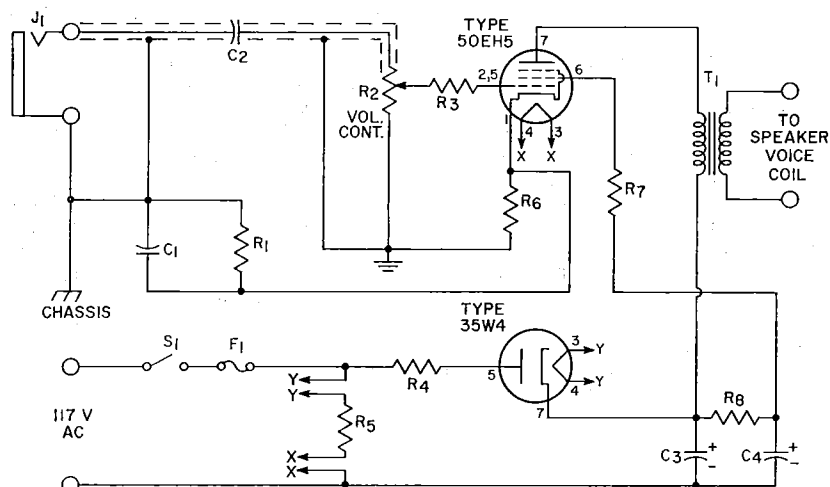 J1
C2
R2
VOL.
CONT.
R3
TYPE
50EH5
7
2,5
6
1
4
3
X
X
T1
TO
SPEAKER
VOICE
COIL
R7
R6
C1
R1
CHASSIS
TYPE
35W4
S1
F1
Y
Y
R4
5
3
Y
4
Y
7
R8
117 V
AC
R5
X
X
C3
+
-
C4
+
-